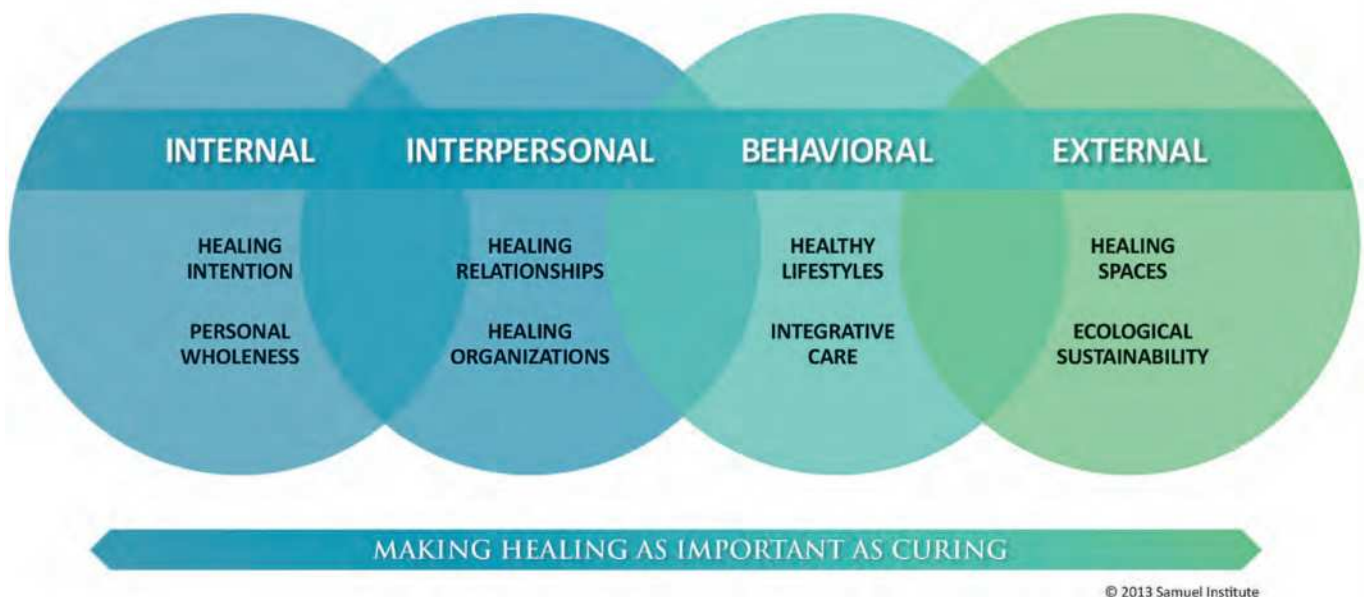 INTERNAL
INTERPERSONAL
BEHAVIORAL
EXTERNAL
HEALING
INTENTION
PERSONAL
WHOLENESS
HEALING
RELATIONSHIPS
HEALING
ORGANIZATIONS
HEALTHY
LIFESTYLES
INTEGRATIVE
CARE
HEALING
SPACES
ECOLOGICAL
SUSTAINABILITY
MAKING HEALING AS IMPORTANT AS CURING
© 2013 Samuel Institute